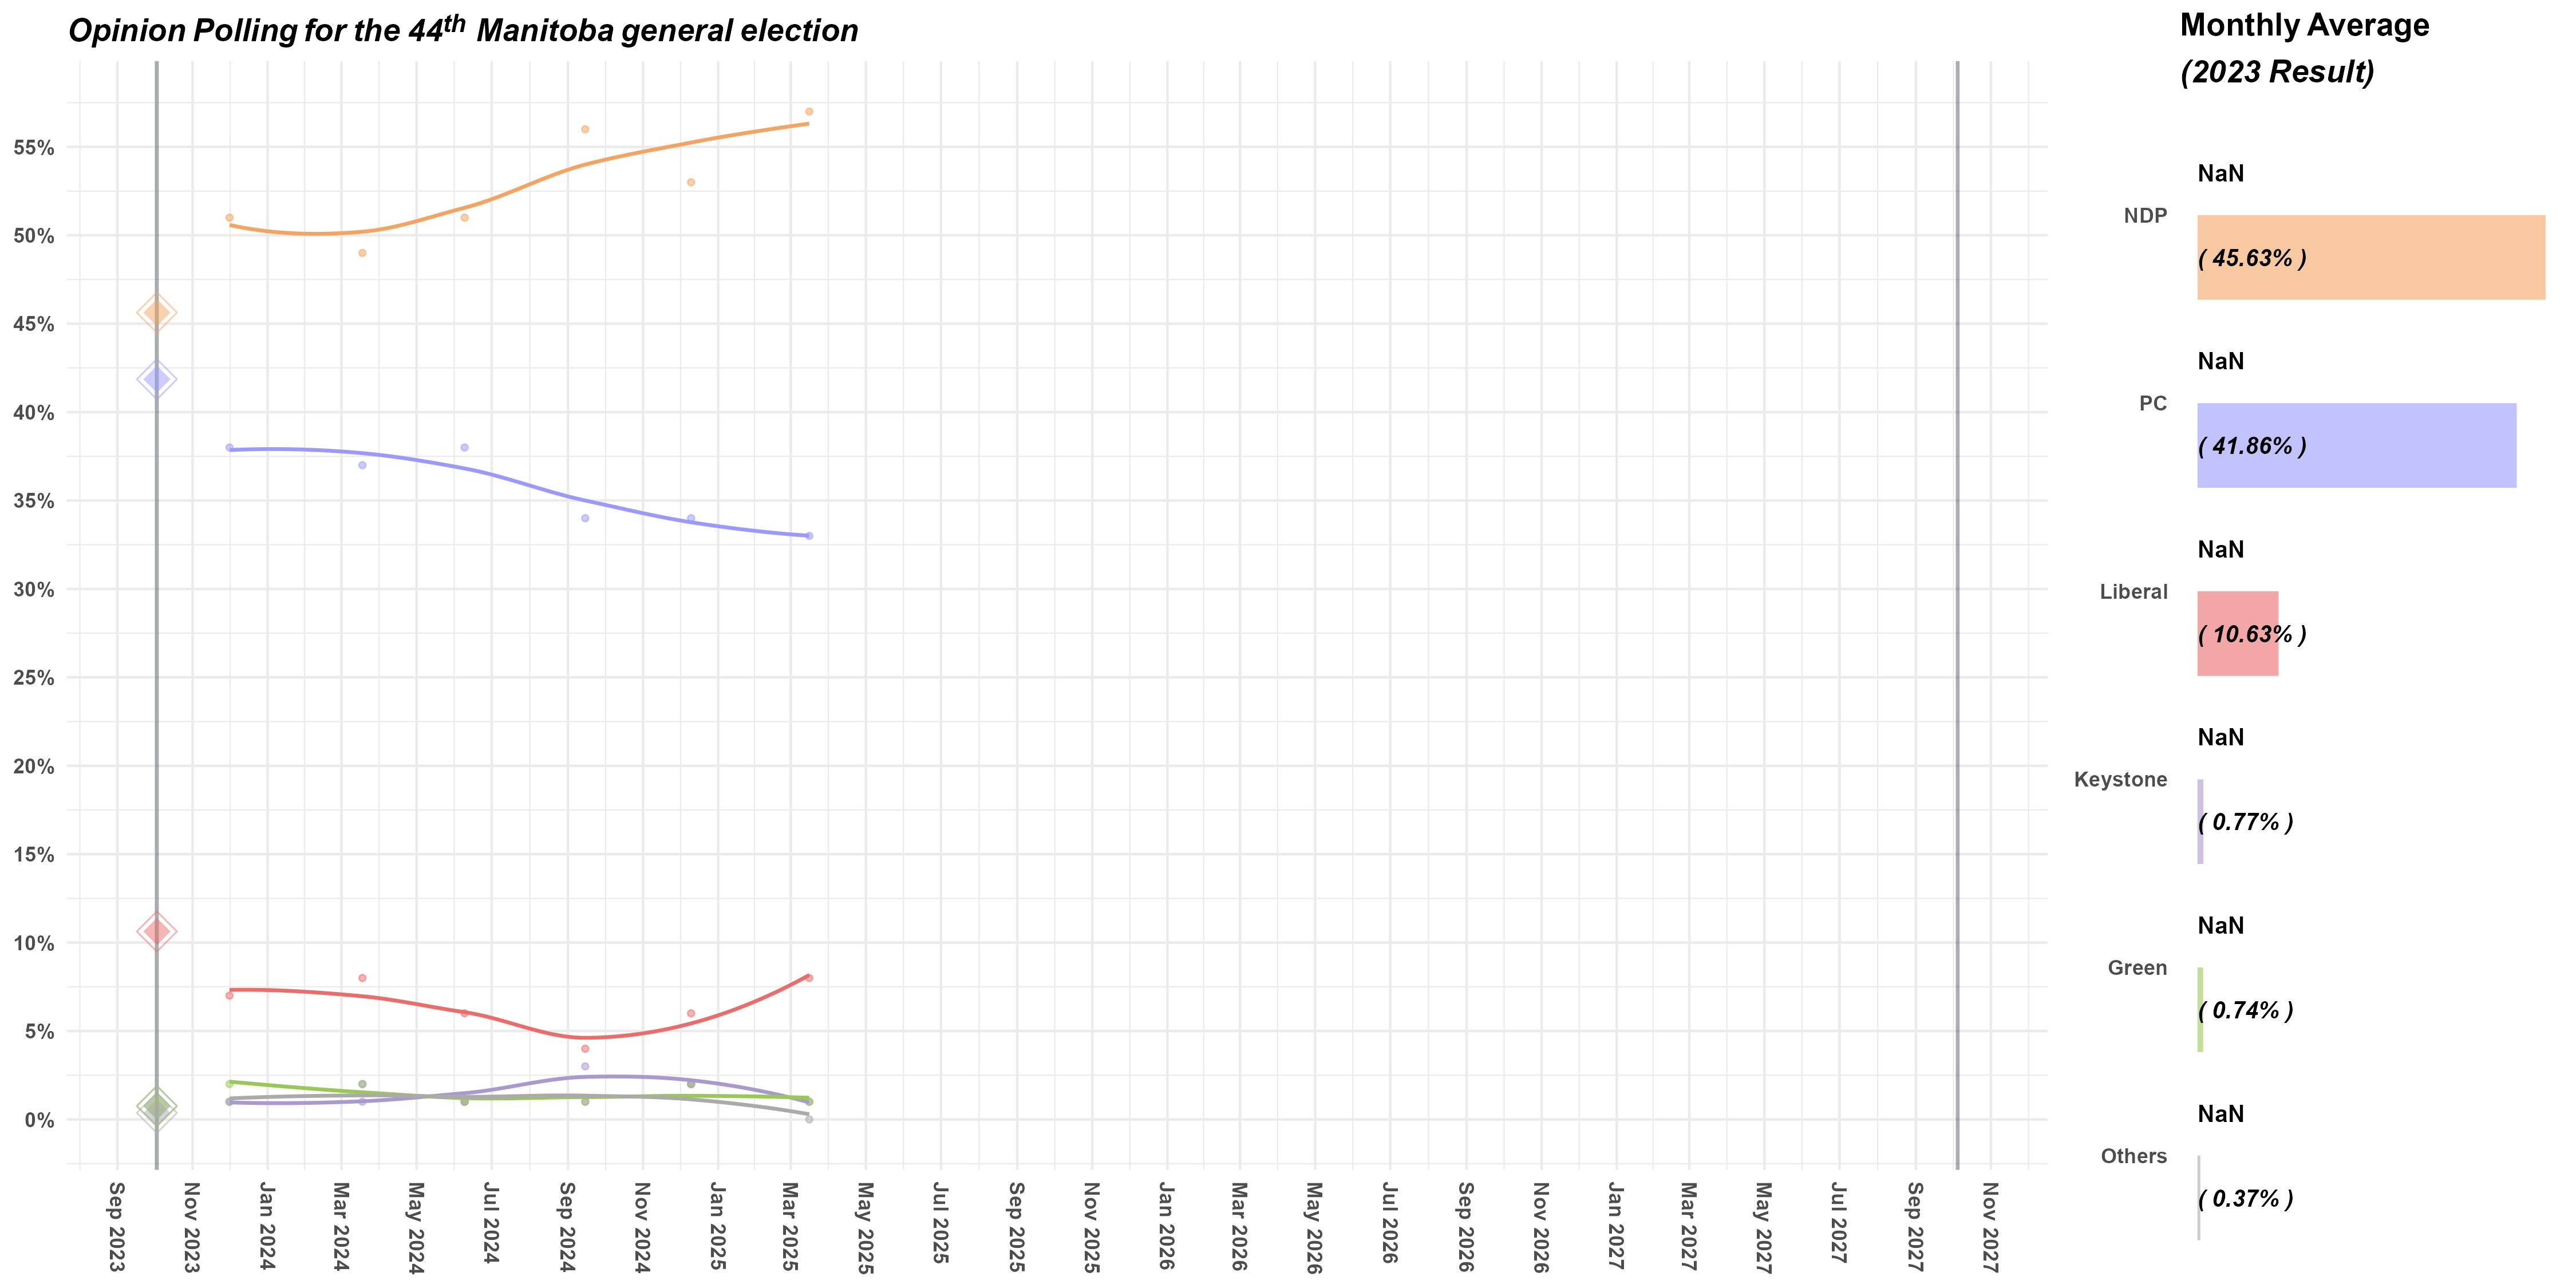 Opinion Polling for the 44th Manitoba general election
Monthly Average
(2023 Result)
55%
50%
45%
40%
35%
30%
25%
20%
15%
10%
5%
0%
Sep 2023
Nov 2023
Jan 2024
Mar 2024
May 2024
Jul 2024
Sep 2024
Nov 2024
Jan 2025
Mar 2025
May 2025
Jul 2025
Sep 2025
Nov 2025
Jan 2026
Mar 2026
May 2026
Jul 2026
Sep 2026
Nov 2026
Jan 2027
Mar 2027
May 2027
Jul 2027
Sep 2027
Nov 2027
NaN
NDP
( 45.63% )
NaN
PC
( 41.86% )
NaN
Liberal
( 10.63% )
NaN
Keystone
( 0.77% )
NaN
Green
( 0.74% )
NaN
Others
( 0.37% )